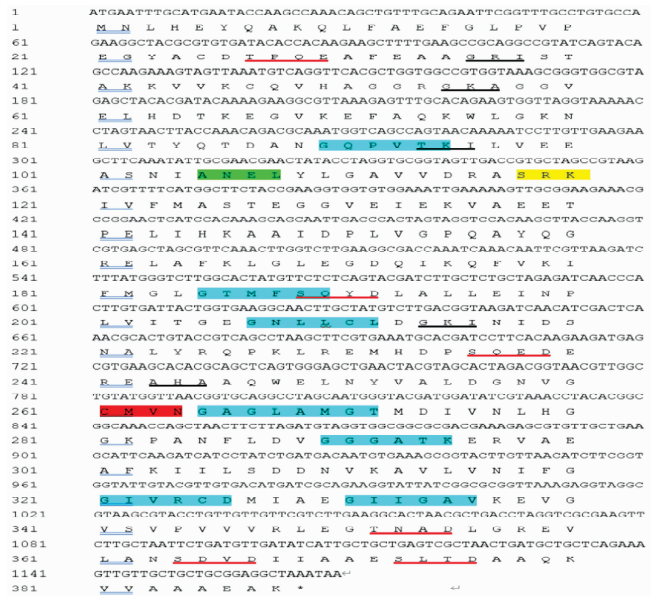 1 ATGAATTTGCATGAATACCAAGCCAAACAGCTGTTTGCAGAATTCGGTTTGCCTGTGCCA
1 M N L H E Y Q A K Q L F A E F G L P V P
61 GAAGGCTACGCGTGTGATACACCACAAGAAGCTTTTGAAGCCGCAGGCCGTATCAGTACA
21 E G Y A C D T P Q E A F E A A G R I S T
121 GCCAAGAAAGTAGTTAAATGTCAGGTTCACGCTGGTGGCCGTGGTAAAGCGGGTGGCGTA
41 A K K V V K C Q V H A G G R G K A G G V
181 GAGCTACACGATACAAAAGAAGGCGTTAAAGAGTTTGCACAGAAGTGGTTAGGTAAAAAC
61 E L H D T K E G V K E F A Q K W L G K N
241 CTAGTAACTTACCAAACAGACGCAAATGGTCAGCCAGTAACAAAAATCCTTGTTGAAGAA
81 L V T Y Q T D A N G Q P V T K I L V E E
301 GCTTCAAATATTGCGAACGAACTATACCTAGGTGCGGTAGTTGACCGTGCTAGCCGTAAG
101 A S N I A N E L Y L G A V V D R A S R K
361 ATCGTTTTCATGGCTTCTACCGAAGGTGGTGTGGAAATTGAAAAAGTTGCGGAAGAAACG
121 I V F M A S T E G G V E I E K V A E E T
421 CCCGAACTCATCCACAAAGCAGCAATTGACCCACTAGTAGGTCCACAAGCTTACCAAGGT
141 P E L I H K A A I D P L V G P Q A Y Q G
481 CGTGAGCTAGCGTTCAAACTTGGTCTTGAAGGCGACCAAATCAAACAATTCGTTAAGATC
161 R E L A F K L G L E G D Q I K Q F V K I
541 TTTATGGGTCTTGGCACTATGTTCTCTCAGTACGATCTTGCTCTGCTAGAGATCAACCCA
181 F M G L G T M F S Q Y D L A L L E I N P
601 CTTGTGATTACTGGTGAAGGCAACTTGCTATGTCTTGACGGTAAGATCAACATCGACTCA
201 L V I T G E G N L L C L D G K I N I D S
661 AACGCACTGTACCGTCAGCCTAAGCTTCGTGAAATGCACGATCCTTCACAAGAAGATGAG
221 N A L Y R Q P K L R E M H D P S Q E D E
721 CGTGAAGCACACGCAGCTCAGTGGGAGCTGAACTACGTAGCACTAGACGGTAACGTTGGC
241 R E A H A A Q W E L N Y V A L D G N V G
781 TGTATGGTTAACGGTGCAGGCCTAGCAATGGGTACGATGGATATCGTAAACCTACACGGC
261 C M V N G A G L A M G T M D I V N L H G
841 GGCAAACCAGCTAACTTCTTAGATGTAGGTGGCGGCGCGACGAAAGAGCGTGTTGCTGAA
281 G K P A N F L D V G G G A T K E R V A E
901 GCATTCAAGATCATCCTATCTGATGACAATGTGAAAGCGGTACTTGTTAACATCTTCGGT
301 A F K I I L S D D N V K A V L V N I F G
961 GGTATTGTACGTTGTGACATGATCGCAGAAGGTATTATCGGCGCGGTTAAAGAGGTAGGC
321 G I V R C D M I A E G I I G A V K E V G
1021 GTAAGCGTACCTGTTGTTGTTCGTCTTGAAGGCACTAACGCTGACCTAGGTCGCGAAGTT
341 V S V P V V V R L E G T N A D L G R E V
1081 CTTGCTAATTCTGATGTTGATATCATTGCTGCTGAGTCGCTAACTGATGCTGCTCAGAAA
361 L A N S D V D I I A A E S L T D A A Q K
1141 GTTGTTGCTGCTGCGGAGGCTAAATAA↵
381 V V A A A E A K * ↵